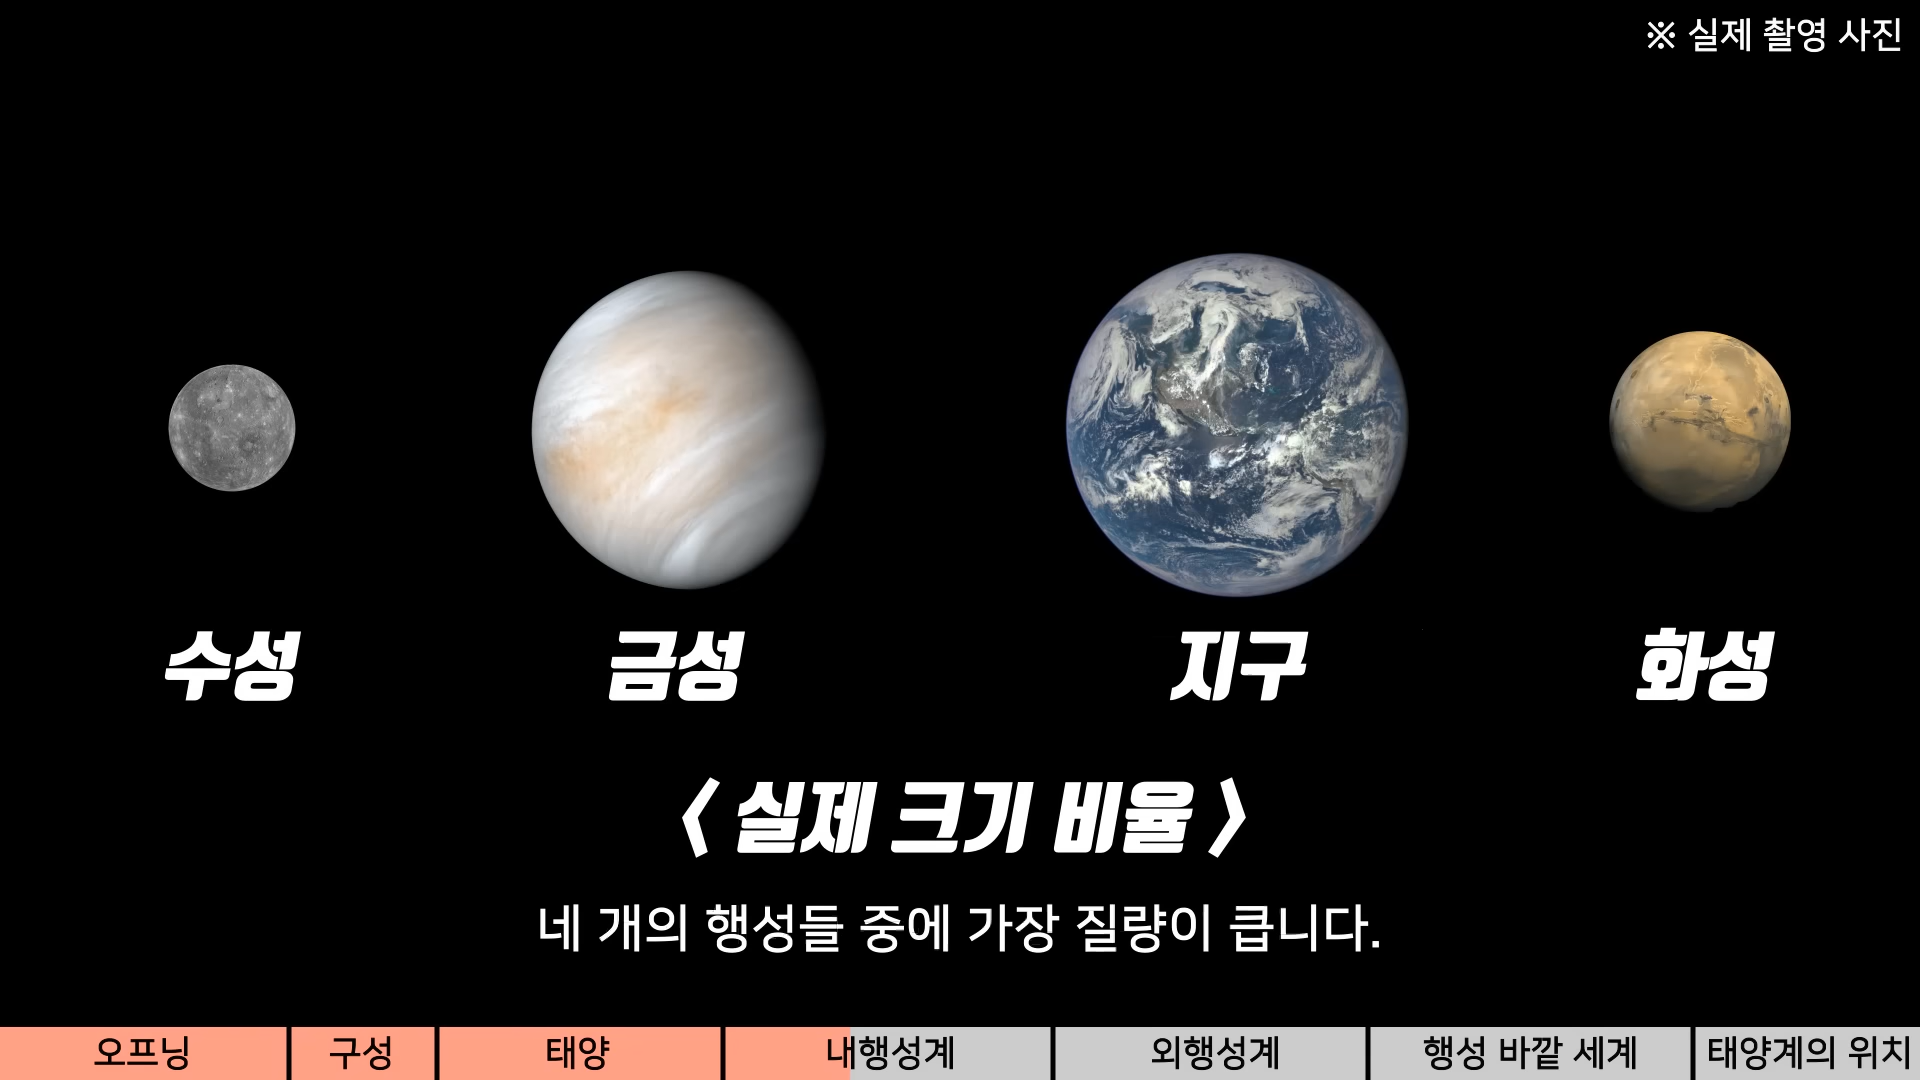 ※ 실제 촬영 사진
수성 금성 지구 화성
< 실제 크기 비율 >
네 개의 행성들 중에 가장 질량이 큽니다.
오프닝 구성 태양 내행성계 외행성계 행성 바깥 세계 태양계의 위치